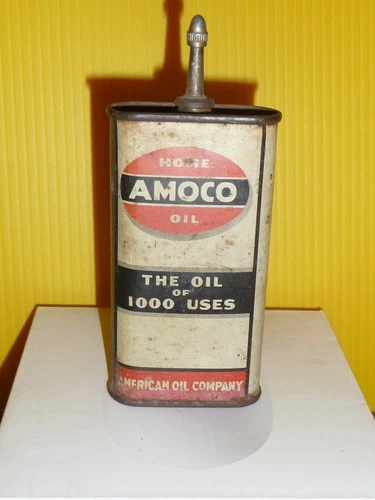 HOME
AMOCO
OIL
THE OIL
OF
1000 USES
AMERICAN OIL COMPANY